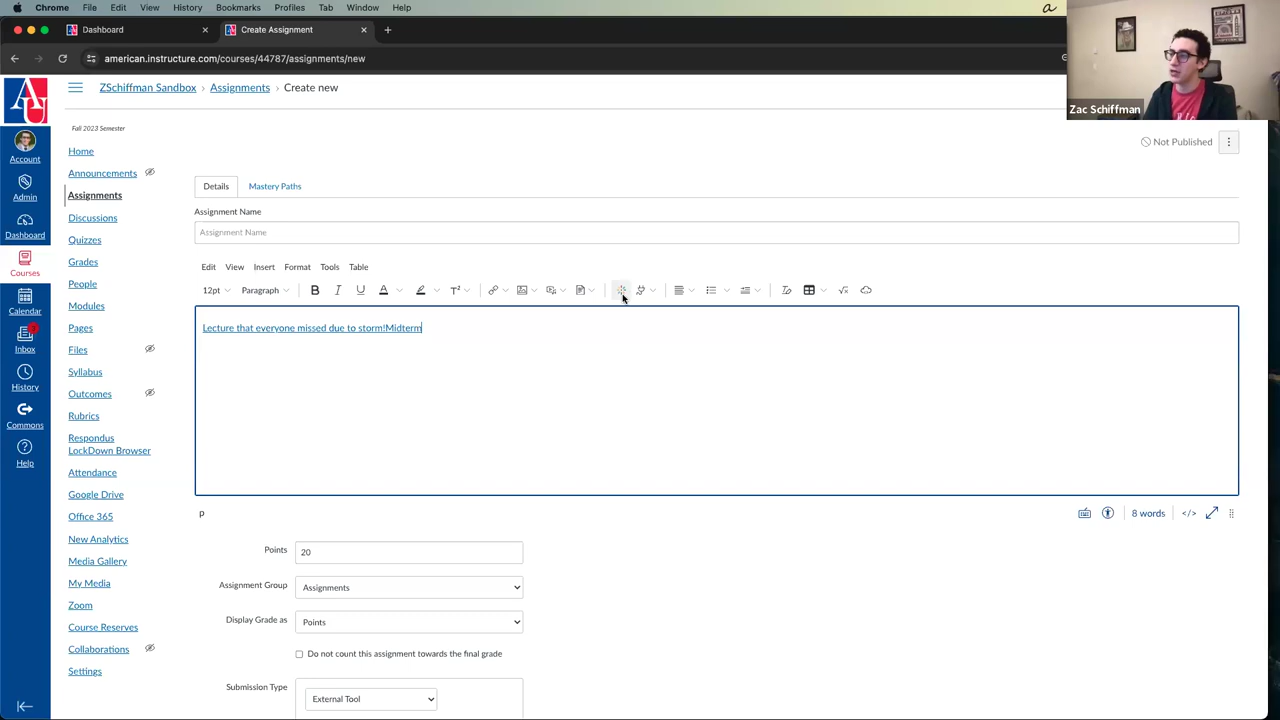 Chrome File Edit View History Bookmarks Profiles Tab Window Help
Dashboard
Create Assignment
american.instructure.com/courses/44787/assignments/new
Zac Schiffman
ZSchiffman Sandbox › Assignments › Create new
Fall 2023 Semester
Not Published
Account
Admin
Dashboard
Courses
Calendar
Inbox
History
Commons
Help
Home
Announcements
Assignments
Discussions
Quizzes
Grades
People
Modules
Pages
Files
Syllabus
Outcomes
Rubrics
Respondus
LockDown Browser
Attendance
Google Drive
Office 365
New Analytics
Media Gallery
My Media
Zoom
Course Reserves
Collaborations
Settings
Details Mastery Paths
Assignment Name
Assignment Name
Edit View Insert Format Tools Table
12pt Paragraph B I U A T²
Lecture that everyone missed due to storm!Midterm
p 8 words </>
Points 20
Assignment Group Assignments
Display Grade as Points
Do not count this assignment towards the final grade
Submission Type External Tool